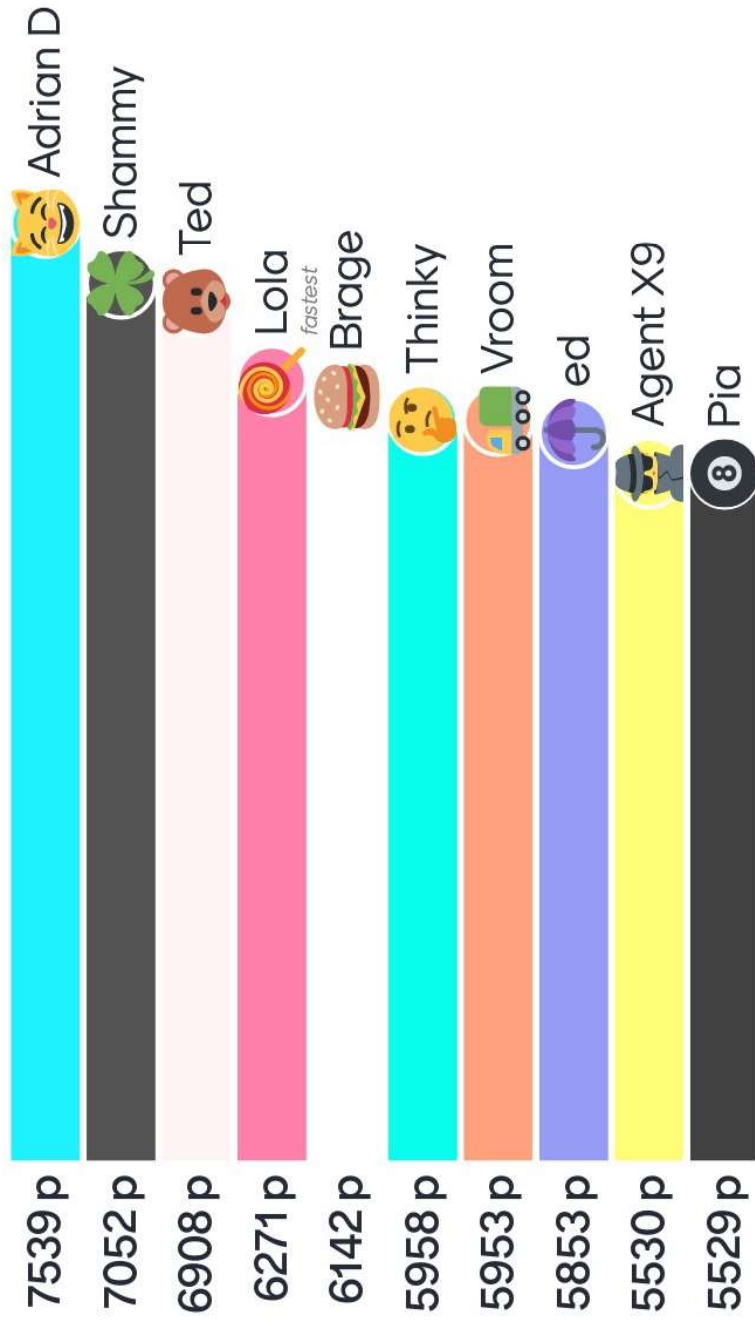 7539 p Adrian D
7052 p Shammy
6908 p Ted
6271 p Lola
fastest
6142 p Brage
5958 p Thinky
5953 p Vroom
5853 p ed
5530 p Agent X9
5529 p 8 Pia